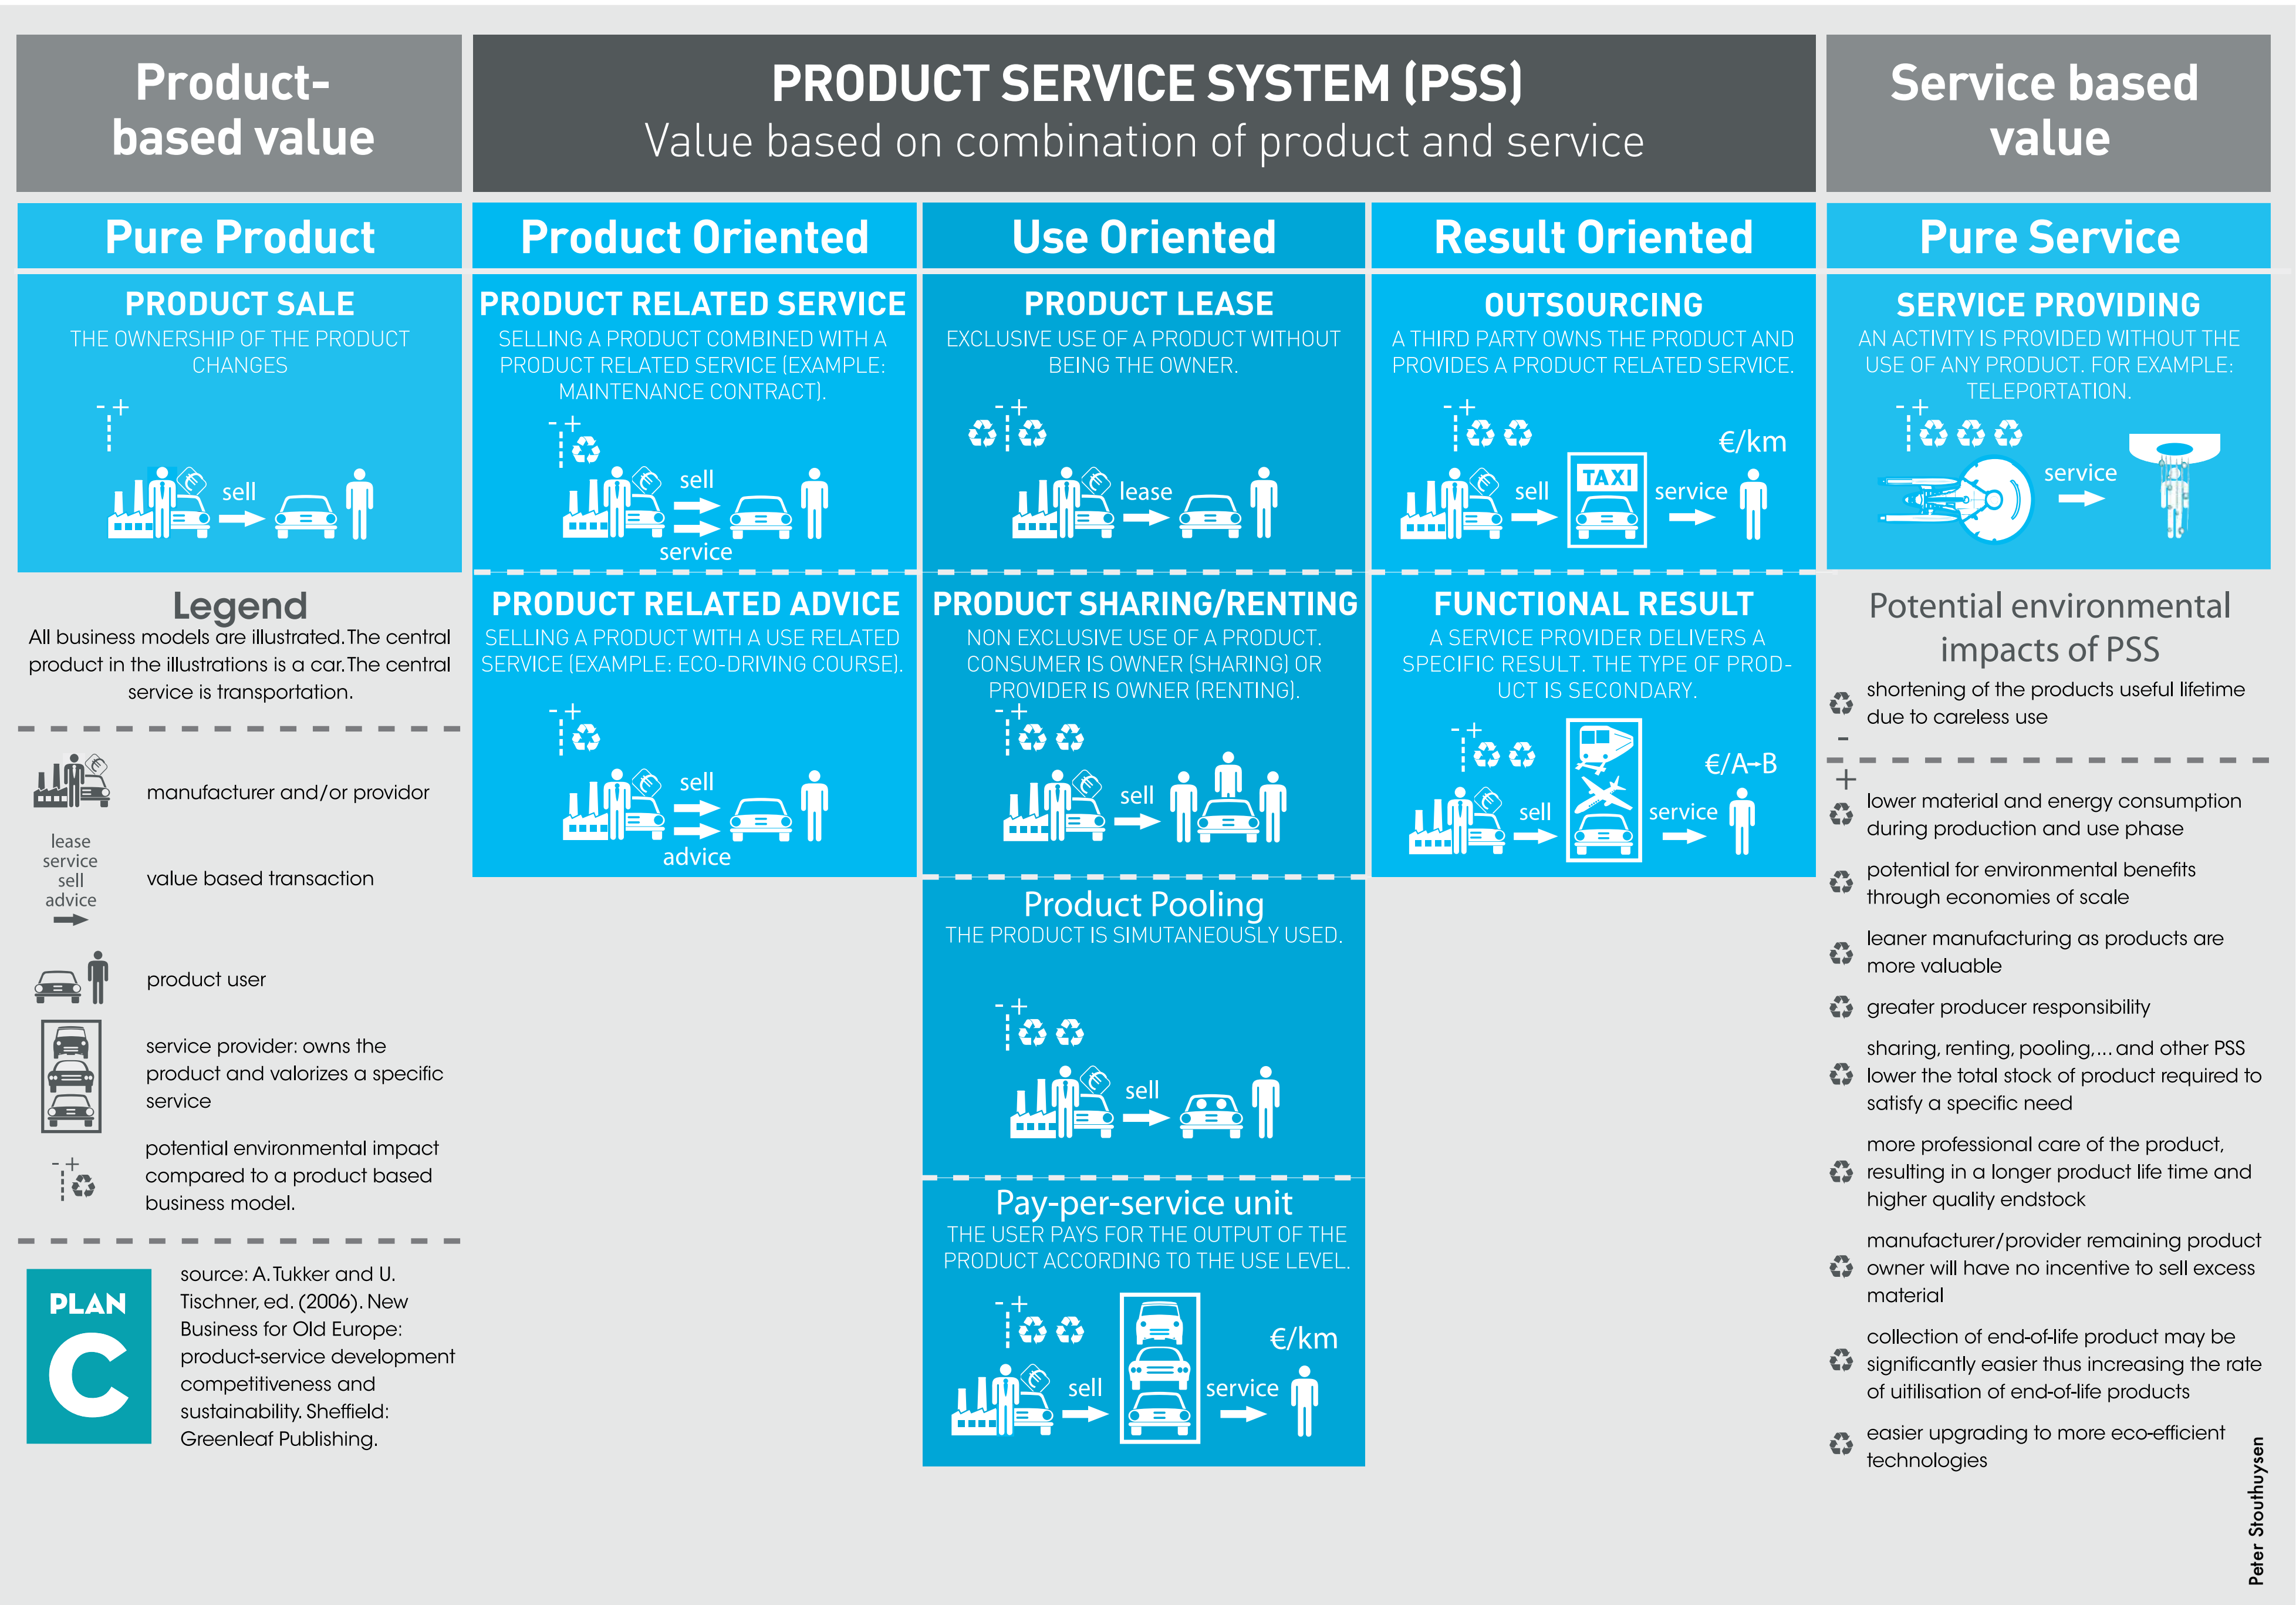 Product-
based value
PRODUCT SERVICE SYSTEM (PSS)
Value based on combination of product and service
Service based
value
Pure Product
Product Oriented
Use Oriented
Result Oriented
Pure Service
PRODUCT SALE
THE OWNERSHIP OF THE PRODUCT
CHANGES
- +
€
sell
PRODUCT RELATED SERVICE
SELLING A PRODUCT COMBINED WITH A
PRODUCT RELATED SERVICE (EXAMPLE:
MAINTENANCE CONTRACT).
- +
€
sell
service
PRODUCT LEASE
EXCLUSIVE USE OF A PRODUCT WITHOUT
BEING THE OWNER.
- +
€
lease
OUTSOURCING
A THIRD PARTY OWNS THE PRODUCT AND
PROVIDES A PRODUCT RELATED SERVICE.
- +
€/km
€
sell
TAXI
service
SERVICE PROVIDING
AN ACTIVITY IS PROVIDED WITHOUT THE
USE OF ANY PRODUCT. FOR EXAMPLE:
TELEPORTATION.
- +
service
PRODUCT RELATED ADVICE
SELLING A PRODUCT WITH A USE RELATED
SERVICE (EXAMPLE: ECO-DRIVING COURSE).
- +
€
sell
advice
PRODUCT SHARING/RENTING
NON EXCLUSIVE USE OF A PRODUCT.
CONSUMER IS OWNER (SHARING) OR
PROVIDER IS OWNER (RENTING).
- +
€
sell
FUNCTIONAL RESULT
A SERVICE PROVIDER DELIVERS A
SPECIFIC RESULT. THE TYPE OF PROD-
UCT IS SECONDARY.
- +
€/A→B
€
sell
service
Product Pooling
THE PRODUCT IS SIMUTANEOUSLY USED.
- +
€
sell
Pay-per-service unit
THE USER PAYS FOR THE OUTPUT OF THE
PRODUCT ACCORDING TO THE USE LEVEL.
- +
€/km
€
sell
service
Legend
All business models are illustrated. The central
product in the illustrations is a car. The central
service is transportation.
€
manufacturer and/or providor
lease
service
sell
advice
value based transaction
product user
service provider: owns the
product and valorizes a specific
service
- +
potential environmental impact
compared to a product based
business model.
PLAN
C
source: A. Tukker and U.
Tischner, ed. (2006). New
Business for Old Europe:
product-service development
competitiveness and
sustainability. Sheffield:
Greenleaf Publishing.
Potential environmental
impacts of PSS
shortening of the products useful lifetime
due to careless use
-
+
lower material and energy consumption
during production and use phase
potential for environmental benefits
through economies of scale
leaner manufacturing as products are
more valuable
greater producer responsibility
sharing, renting, pooling,... and other PSS
lower the total stock of product required to
satisfy a specific need
more professional care of the product,
resulting in a longer product life time and
higher quality endstock
manufacturer/provider remaining product
owner will have no incentive to sell excess
material
collection of end-of-life product may be
significantly easier thus increasing the rate
of uitilisation of end-of-life products
easier upgrading to more eco-efficient
technologies
Peter Stouthuysen